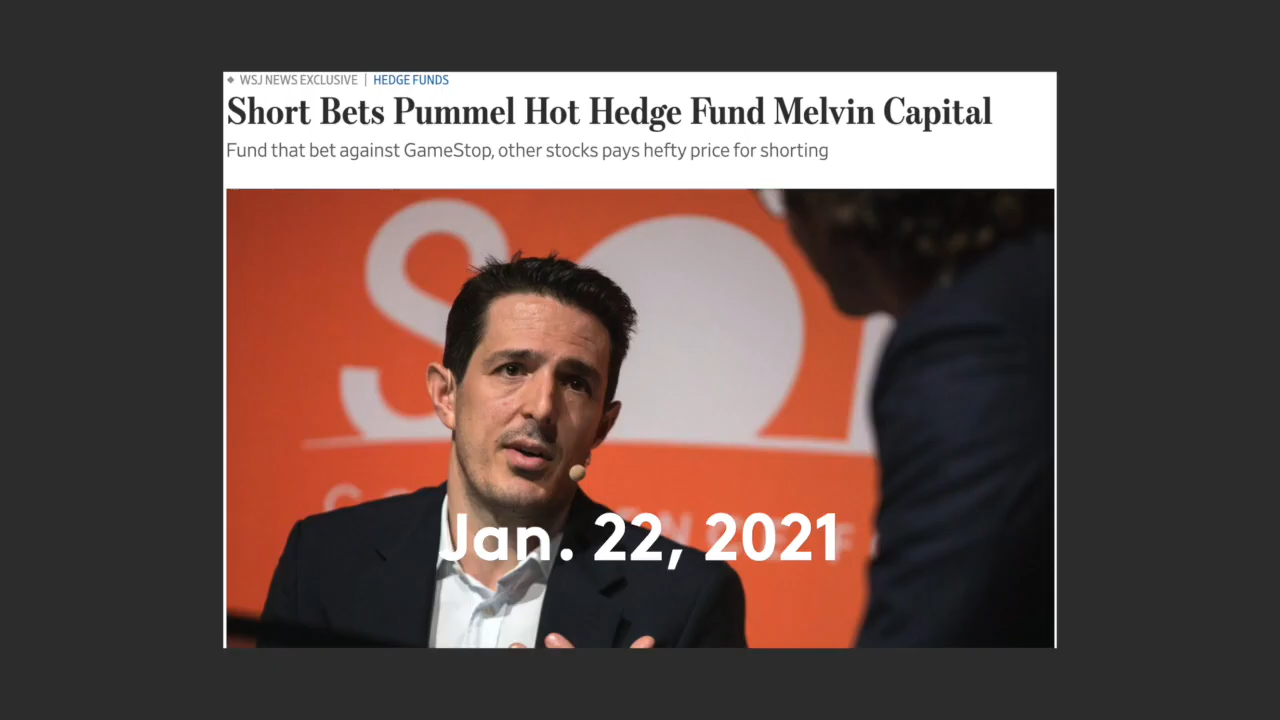 WSJ NEWS EXCLUSIVE | HEDGE FUNDS
Short Bets Pummel Hot Hedge Fund Melvin Capital
Fund that bet against GameStop, other stocks pays hefty price for shorting
Jan. 22, 2021